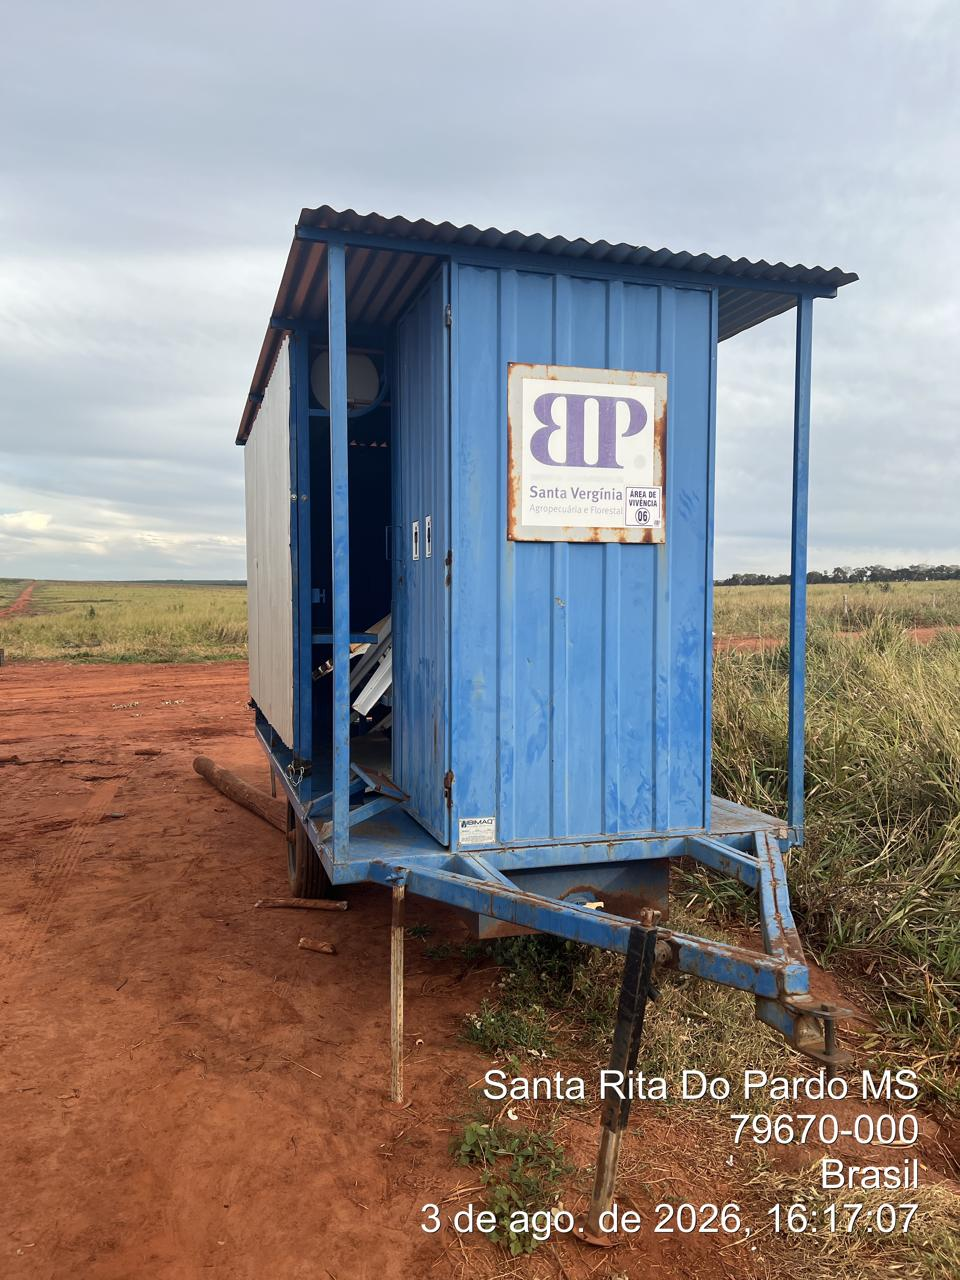 BP
Santa Vergínia
Agropecuária e Florestal
ÁREA DE
VIVÊNCIA
06
IBIMAQ
Santa Rita Do Pardo MS
79670-000
Brasil
3 de ago. de 2026, 16:17:07